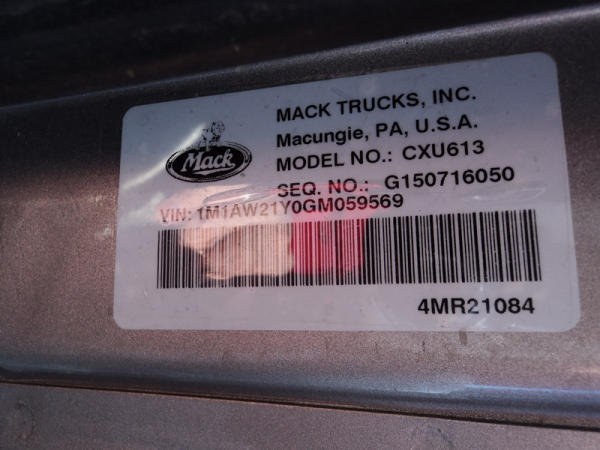 Mack
MACK TRUCKS, INC.
Macungie, PA, U.S.A.
MODEL NO.: CXU613
SEQ. NO.: G150716050
VIN: 1M1AW21Y0GM059569
4MR21084